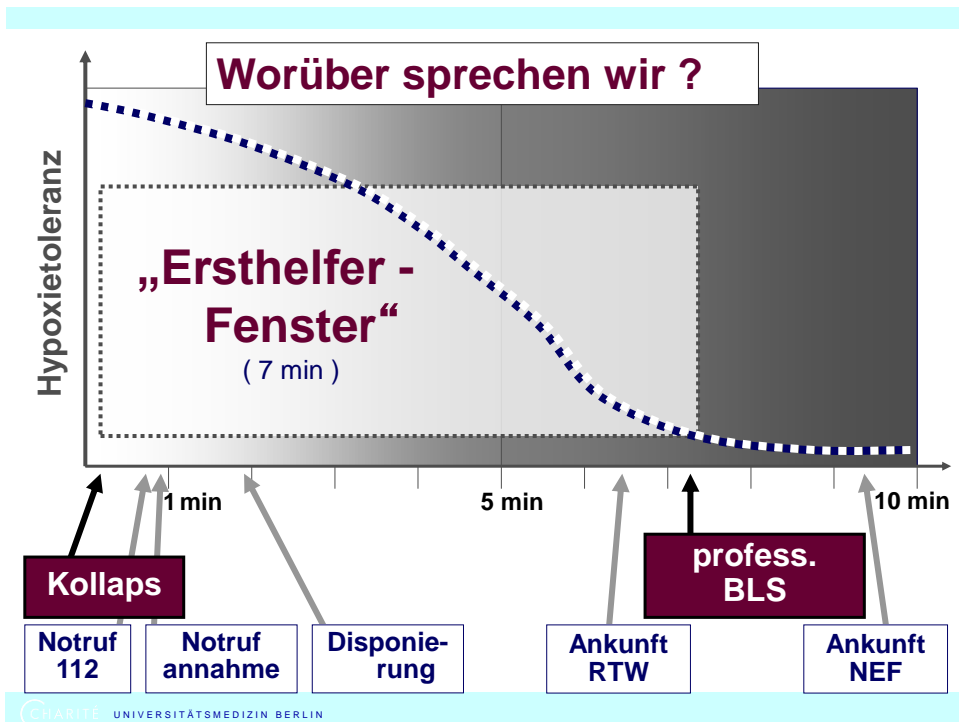 Worüber sprechen wir ?
Hypoxietoleranz
„Ersthelfer -
Fenster“
( 7 min )
1 min
5 min
10 min
Kollaps
profess.
BLS
Notruf
112
Notruf
annahme
Disponie-
rung
Ankunft
RTW
Ankunft
NEF
CHARITÉ UNIVERSITÄTSMEDIZIN BERLIN